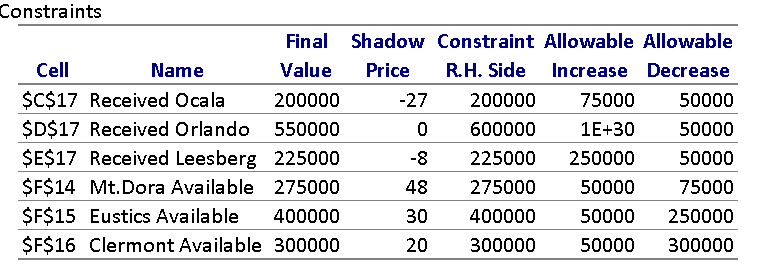 Constraints
Final Shadow Constraint Allowable Allowable
Cell Name Value Price R.H. Side Increase Decrease
$C$17 Received Ocala 200000 -27 200000 75000 50000
$D$17 Received Orlando 550000 0 600000 1E+30 50000
$E$17 Received Leesberg 225000 -8 225000 250000 50000
$F$14 Mt.Dora Available 275000 48 275000 50000 75000
$F$15 Eustics Available 400000 30 400000 50000 250000
$F$16 Clermont Available 300000 20 300000 50000 300000